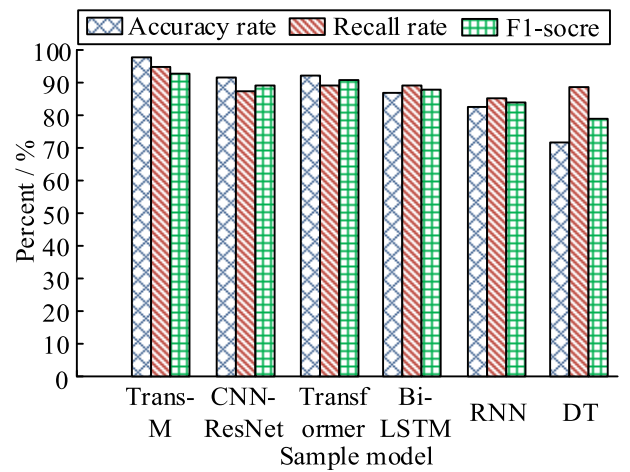 Accuracy rate Recall rate F1-socre
Percent / %
100
90
80
70
60
50
40
30
20
10
0
Trans-
M
CNN-
ResNet
Transf
ormer
Bi-
LSTM
RNN
DT
Sample model